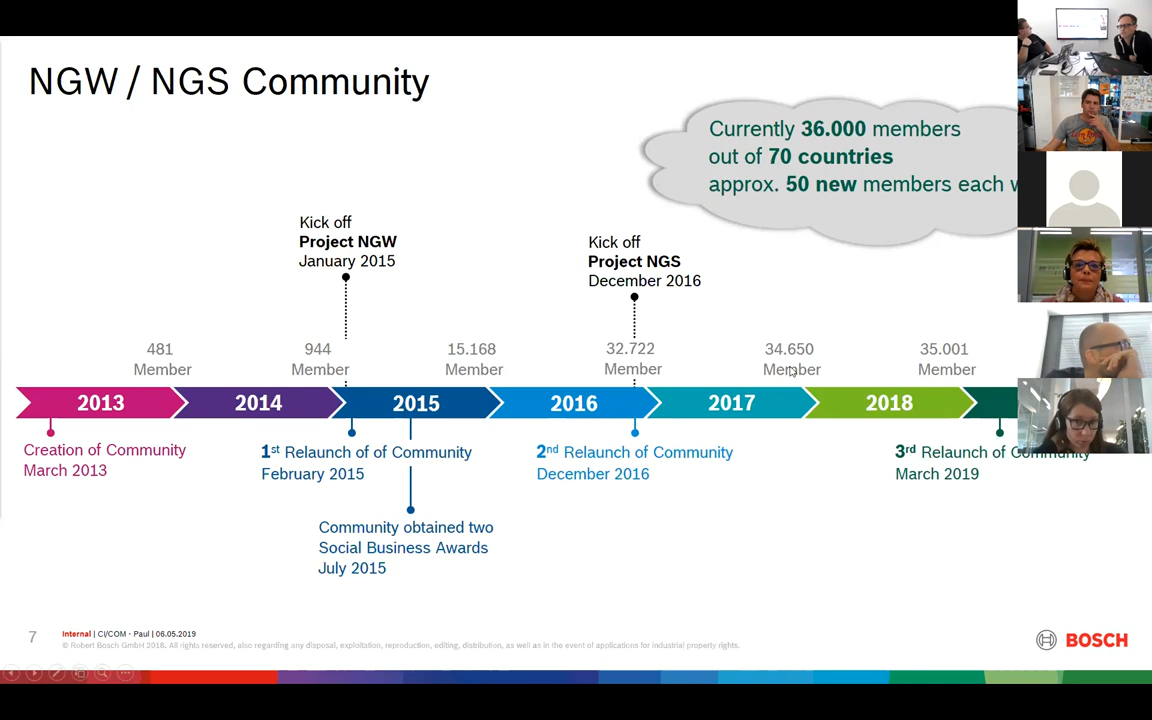 NGW / NGS Community
Currently 36.000 members
out of 70 countries
approx. 50 new members each
Kick off
Project NGW
January 2015
Kick off
Project NGS
December 2016
481
Member
944
Member
15.168
Member
32.722
Member
34.650
Member
35.001
Member
2013
2014
2015
2016
2017
2018
Creation of Community
March 2013
1st Relaunch of of Community
February 2015
2nd Relaunch of Community
December 2016
3rd Relaunch of Community
March 2019
Community obtained two
Social Business Awards
July 2015
7
Internal | CI/COM - Paul | 06.05.2019
© Robert Bosch GmbH 2018. All rights reserved, also regarding any disposal, exploitation, reproduction, editing, distribution, as well as in the event of applications for industrial property rights.
BOSCH